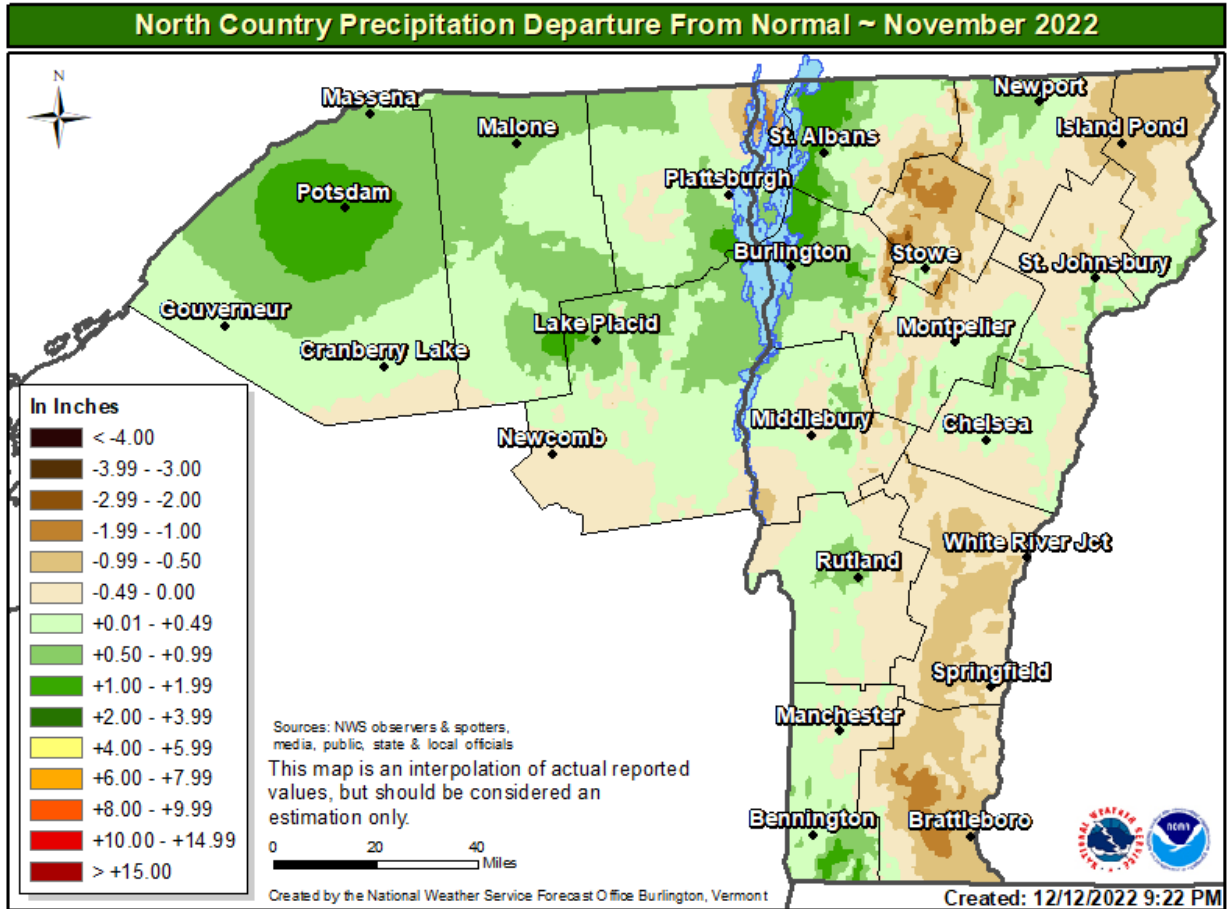 North Country Precipitation Departure From Normal ~ November 2022
N
Massena
Malone
Newport
St. Albans
Island Pond
Potsdam
Plattsburgh
Burlington
Stowe
St. Johnsbury
Gouverneur
Lake Placid
Montpelier
Cranberry Lake
Middlebury
Chelsea
Newcomb
White River Jct
Rutland
Springfield
Manchester
Bennington
Brattleboro
In Inches
< -4.00
-3.99 - -3.00
-2.99 - -2.00
-1.99 - -1.00
-0.99 - -0.50
-0.49 - 0.00
+0.01 - +0.49
+0.50 - +0.99
+1.00 - +1.99
+2.00 - +3.99
+4.00 - +5.99
+6.00 - +7.99
+8.00 - +9.99
+10.00 - +14.99
> +15.00
Sources: NWS observers & spotters,
media, public, state & local officials
This map is an interpolation of actual reported
values, but should be considered an
estimation only.
0 20 40
Miles
Created by the National Weather Service Forecast Office Burlington, Vermont
NATIONAL WEATHER SERVICE
NOAA
Created: 12/12/2022 9:22 PM